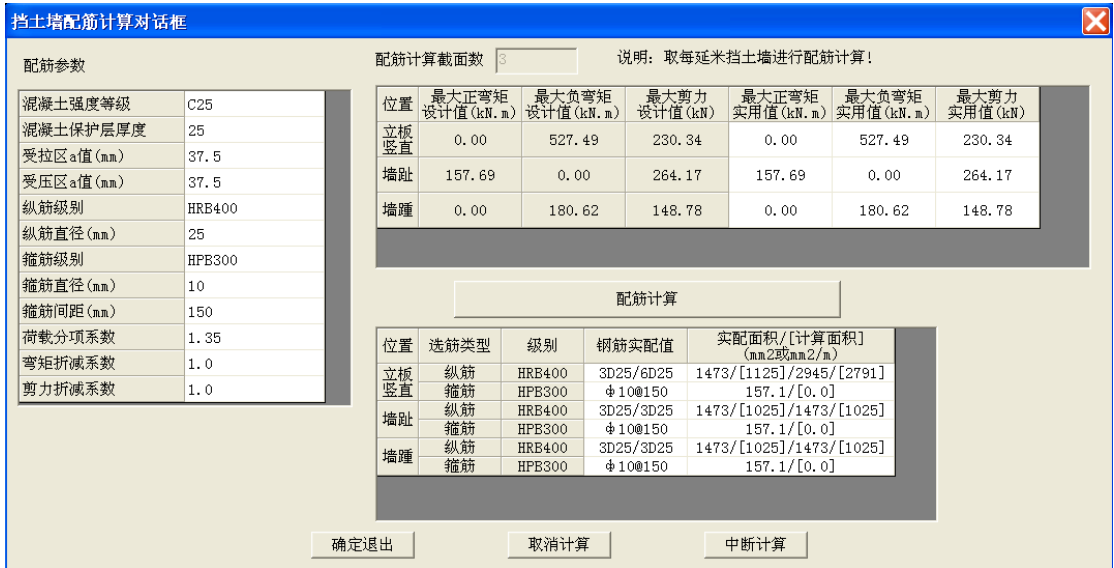 挡土墙配筋计算对话框
配筋参数
混凝土强度等级 C25
混凝土保护层厚度 25
受拉区a值(mm) 37.5
受压区a值(mm) 37.5
纵筋级别 HRB400
纵筋直径(mm) 25
箍筋级别 HPB300
箍筋直径(mm) 10
箍筋间距(mm) 150
荷载分项系数 1.35
弯矩折减系数 1.0
剪力折减系数 1.0
配筋计算截面数 3 说明：取每延米挡土墙进行配筋计算!
位置 最大正弯矩设计值(kN.m) 最大负弯矩设计值(kN.m) 最大剪力设计值(kN) 最大正弯矩实用值(kN.m) 最大负弯矩实用值(kN.m) 最大剪力实用值(kN)
立板竖直 0.00 527.49 230.34 0.00 527.49 230.34
墙趾 157.69 0.00 264.17 157.69 0.00 264.17
墙踵 0.00 180.62 148.78 0.00 180.62 148.78
配筋计算
位置 选筋类型 级别 钢筋实配值 实配面积/[计算面积](mm2或mm2/m)
立板竖直 纵筋 HRB400 3D25/6D25 1473/[1125]/2945/[2791]
箍筋 HPB300 ф10@150 157.1/[0.0]
墙趾 纵筋 HRB400 3D25/3D25 1473/[1025]/1473/[1025]
箍筋 HPB300 ф10@150 157.1/[0.0]
墙踵 纵筋 HRB400 3D25/3D25 1473/[1025]/1473/[1025]
箍筋 HPB300 ф10@150 157.1/[0.0]
确定退出 取消计算 中断计算